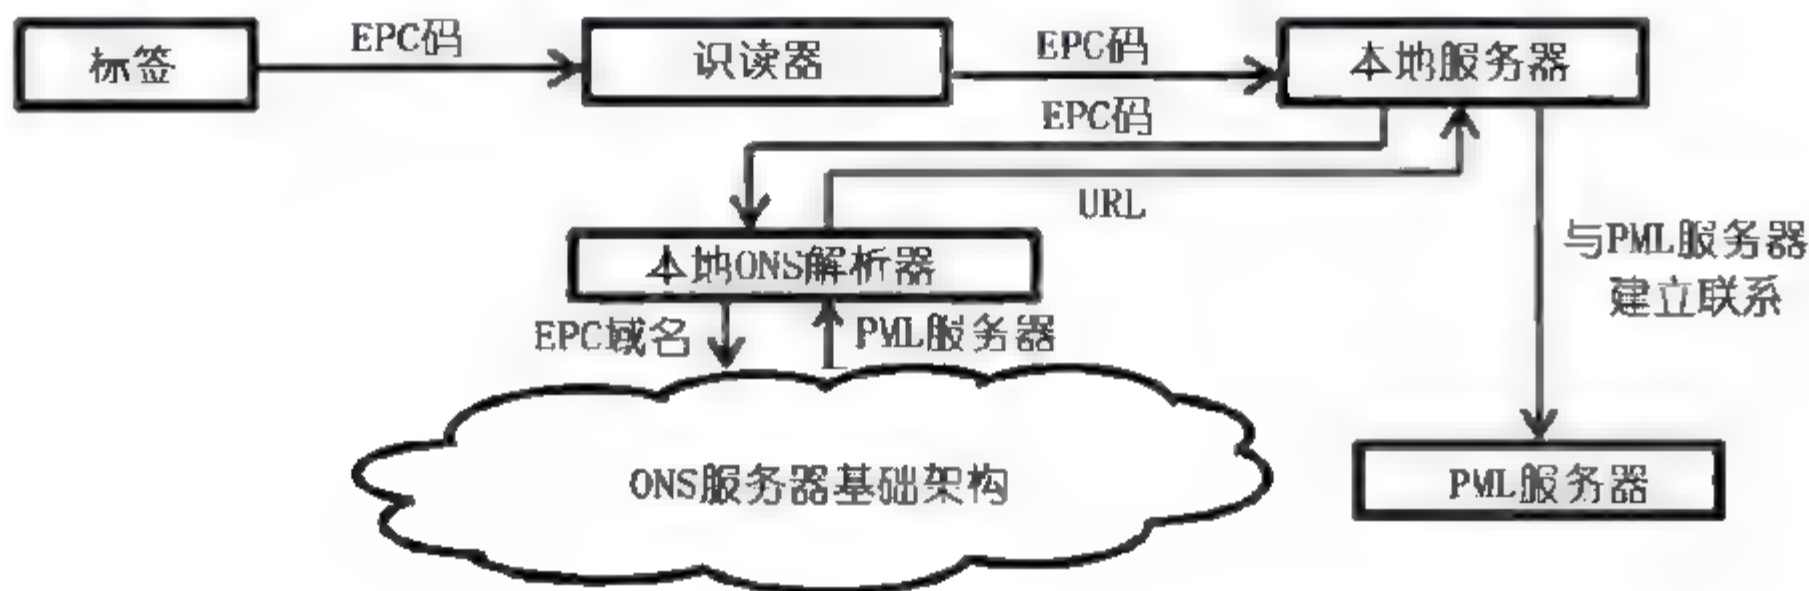 标签
EPC码
识读器
EPC码
本地服务器
EPC码
URL
本地ONS解析器
与PML服务器
建立联系
EPC域名
PML服务器
ONS服务器基础架构
PML服务器